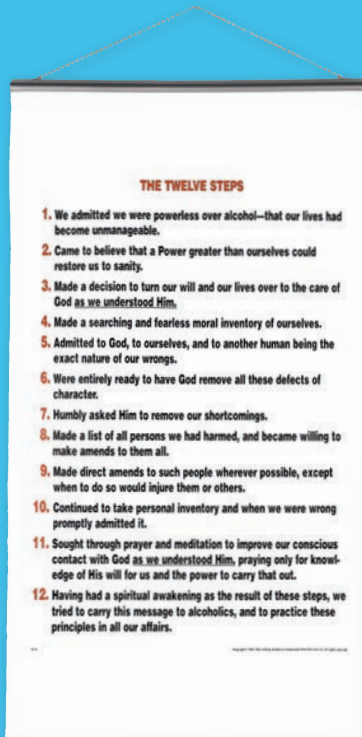 THE TWELVE STEPS
1. We admitted we were powerless over alcohol—that our lives had
become unmanageable.
2. Came to believe that a Power greater than ourselves could
restore us to sanity.
3. Made a decision to turn our will and our lives over to the care of
God as we understood Him.
4. Made a searching and fearless moral inventory of ourselves.
5. Admitted to God, to ourselves, and to another human being the
exact nature of our wrongs.
6. Were entirely ready to have God remove all these defects of
character.
7. Humbly asked Him to remove our shortcomings.
8. Made a list of all persons we had harmed, and became willing to
make amends to them all.
9. Made direct amends to such people wherever possible, except
when to do so would injure them or others.
10. Continued to take personal inventory and when we were wrong
promptly admitted it.
11. Sought through prayer and meditation to improve our conscious
contact with God as we understood Him, praying only for knowl-
edge of His will for us and the power to carry that out.
12. Having had a spiritual awakening as the result of these steps, we
tried to carry this message to alcoholics, and to practice these
principles in all our affairs.